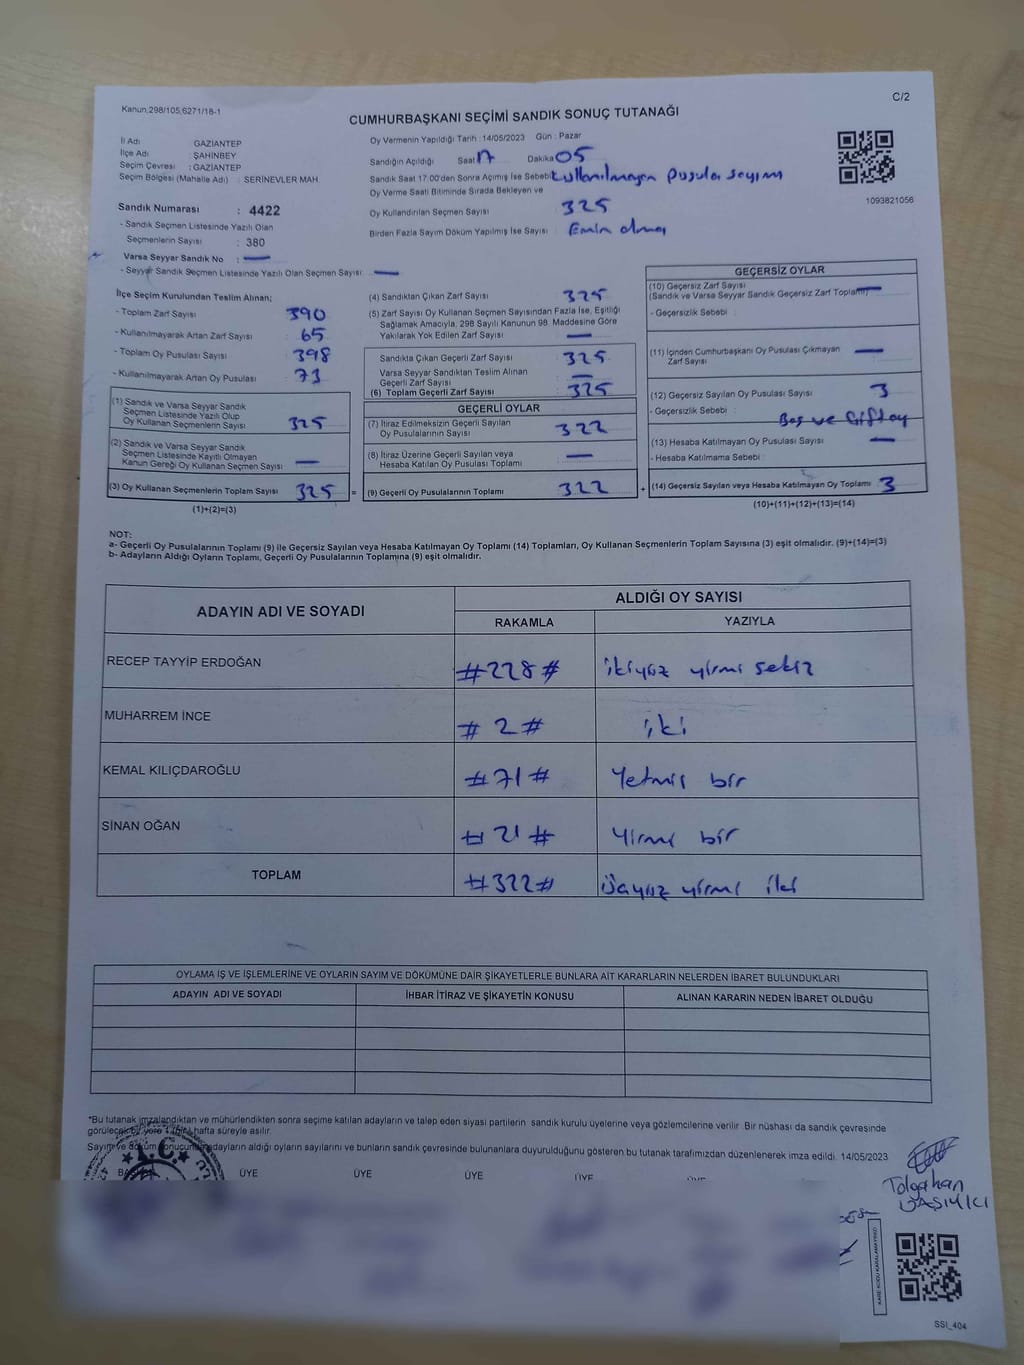 Kanun,298/105,6271/18-1
C/2
CUMHURBAŞKANI SEÇİMİ SANDIK SONUÇ TUTANAĞI
İl Adı : GAZİANTEP
İlçe Adı : ŞAHİNBEY
Seçim Çevresi : GAZİANTEP
Seçim Bölgesi (Mahalle Adı) : SERİNEVLER MAH.
Sandık Numarası : 4422
- Sandık Seçmen Listesinde Yazılı Olan
Seçmenlerin Sayısı : 380
Varsa Seyyar Sandık No : —
- Seyyar Sandık Seçmen Listesinde Yazılı Olan Seçmen Sayısı: —
Oy Vermenin Yapıldığı Tarih : 14/05/2023 Gün : Pazar
Sandığın Açıldığı Saat 17 Dakika 05
Sandık Saat 17:00'den Sonra Açımış İse Sebebi Kullanılmayan pusula sayımı
Oy Verme Saati Bitiminde Sırada Bekleyen ve
Oy Kullandırılan Seçmen Sayısı : 325
Birden Fazla Sayım Döküm Yapılmış İse Sayısı : Emin olma
1093821056
İlçe Seçim Kurulundan Teslim Alınan;
- Toplam Zarf Sayısı : 390
- Kullanılmayarak Artan Zarf Sayısı : 65
- Toplam Oy Pusulası Sayısı : 398
- Kullanılmayarak Artan Oy Pusulası : 73
(1) Sandık ve Varsa Seyyar Sandık
Seçmen Listesinde Yazılı Olup
Oy Kullanan Seçmenlerin Sayısı : 325
(2) Sandık ve Varsa Seyyar Sandık
Seçmen Listesinde Kayıtlı Olmayan
Kanun Gereği Oy Kullanan Seçmen Sayısı : —
(3) Oy Kullanan Seçmenlerin Toplam Sayısı : 325 =
(1)+(2)=(3)
(4) Sandıktan Çıkan Zarf Sayısı : 325
(5) Zarf Sayısı Oy Kullanan Seçmen Sayısından Fazla İse, Eşitliği
Sağlamak Amacıyla, 298 Sayılı Kanunun 98. Maddesine Göre
Yakılarak Yok Edilen Zarf Sayısı : —
Sandıkta Çıkan Geçerli Zarf Sayısı : 325
Varsa Seyyar Sandıktan Teslim Alınan
Geçerli Zarf Sayısı : —
(6) Toplam Geçerli Zarf Sayısı : 325
GEÇERLİ OYLAR
(7) İtiraz Edilmeksizin Geçerli Sayılan
Oy Pusulalarının Sayısı : 322
(8) İtiraz Üzerine Geçerli Sayılan veya
Hesaba Katılan Oy Pusulası Toplamı : —
(9) Geçerli Oy Pusulalarının Toplamı : 322 +
GEÇERSİZ OYLAR
(10) Geçersiz Zarf Sayısı : —
(Sandık ve Varsa Seyyar Sandık Geçersiz Zarf Toplamı)
- Geçersizlik Sebebi :
(11) İçinden Cumhurbaşkanı Oy Pusulası Çıkmayan
Zarf Sayısı : —
(12) Geçersiz Sayılan Oy Pusulası Sayısı : 3
- Geçersizlik Sebebi : Boş ve Çift oy
(13) Hesaba Katılmayan Oy Pusulası Sayısı : —
- Hesaba Katılmama Sebebi :
(14) Geçersiz Sayılan veya Hesaba Katılmayan Oy Toplamı : 3
(10)+(11)+(12)+(13)=(14)
NOT:
a- Geçerli Oy Pusulalarının Toplamı (9) ile Geçersiz Sayılan veya Hesaba Katılmayan Oy Toplamı (14) Toplamları, Oy Kullanan Seçmenlerin Toplam Sayısına (3) eşit olmalıdır. (9)+(14)=(3)
b- Adayların Aldığı Oyların Toplamı, Geçerli Oy Pusulalarının Toplamına (9) eşit olmalıdır.
ADAYIN ADI VE SOYADI ALDIĞI OY SAYISI
RAKAMLA YAZIYLA
RECEP TAYYİP ERDOĞAN #228# ikiyüz yirmi sekiz
MUHARREM İNCE #2# iki
KEMAL KILIÇDAROĞLU #71# Yetmiş bir
SİNAN OĞAN #21# Yirmi bir
TOPLAM #322# Üçyüz yirmi iki
OYLAMA İŞ VE İŞLEMLERİNE VE OYLARIN SAYIM VE DÖKÜMÜNE DAİR ŞİKAYETLERLE BUNLARA AİT KARARLARIN NELERDEN İBARET BULUNDUKLARI
ADAYIN ADI VE SOYADI İHBAR İTİRAZ VE ŞİKAYETİN KONUSU ALINAN KARARIN NEDEN İBARET OLDUĞU
*Bu tutanak imzalandıktan ve mühürlendikten sonra seçime katılan adayların ve talep eden siyasi partilerin sandık kurulu üyelerine veya gözlemcilerine verilir. Bir nüshası da sandık çevresinde
görülecek bir yere 1 (bir) hafta süreyle asılır.
Sayım ve döküm sonucunu, adayların aldığı oyların sayılarını ve bunların sandık çevresinde bulunanlara duyurulduğunu gösteren bu tutanak tarafımızdan düzenlenerek imza edildi. 14/05/2023
T.C.
BAŞKAN ÜYE ÜYE ÜYE ÜYE ÜYE
Tolgahan
KARE KODU KARALAMAYINIZ
SSI_404